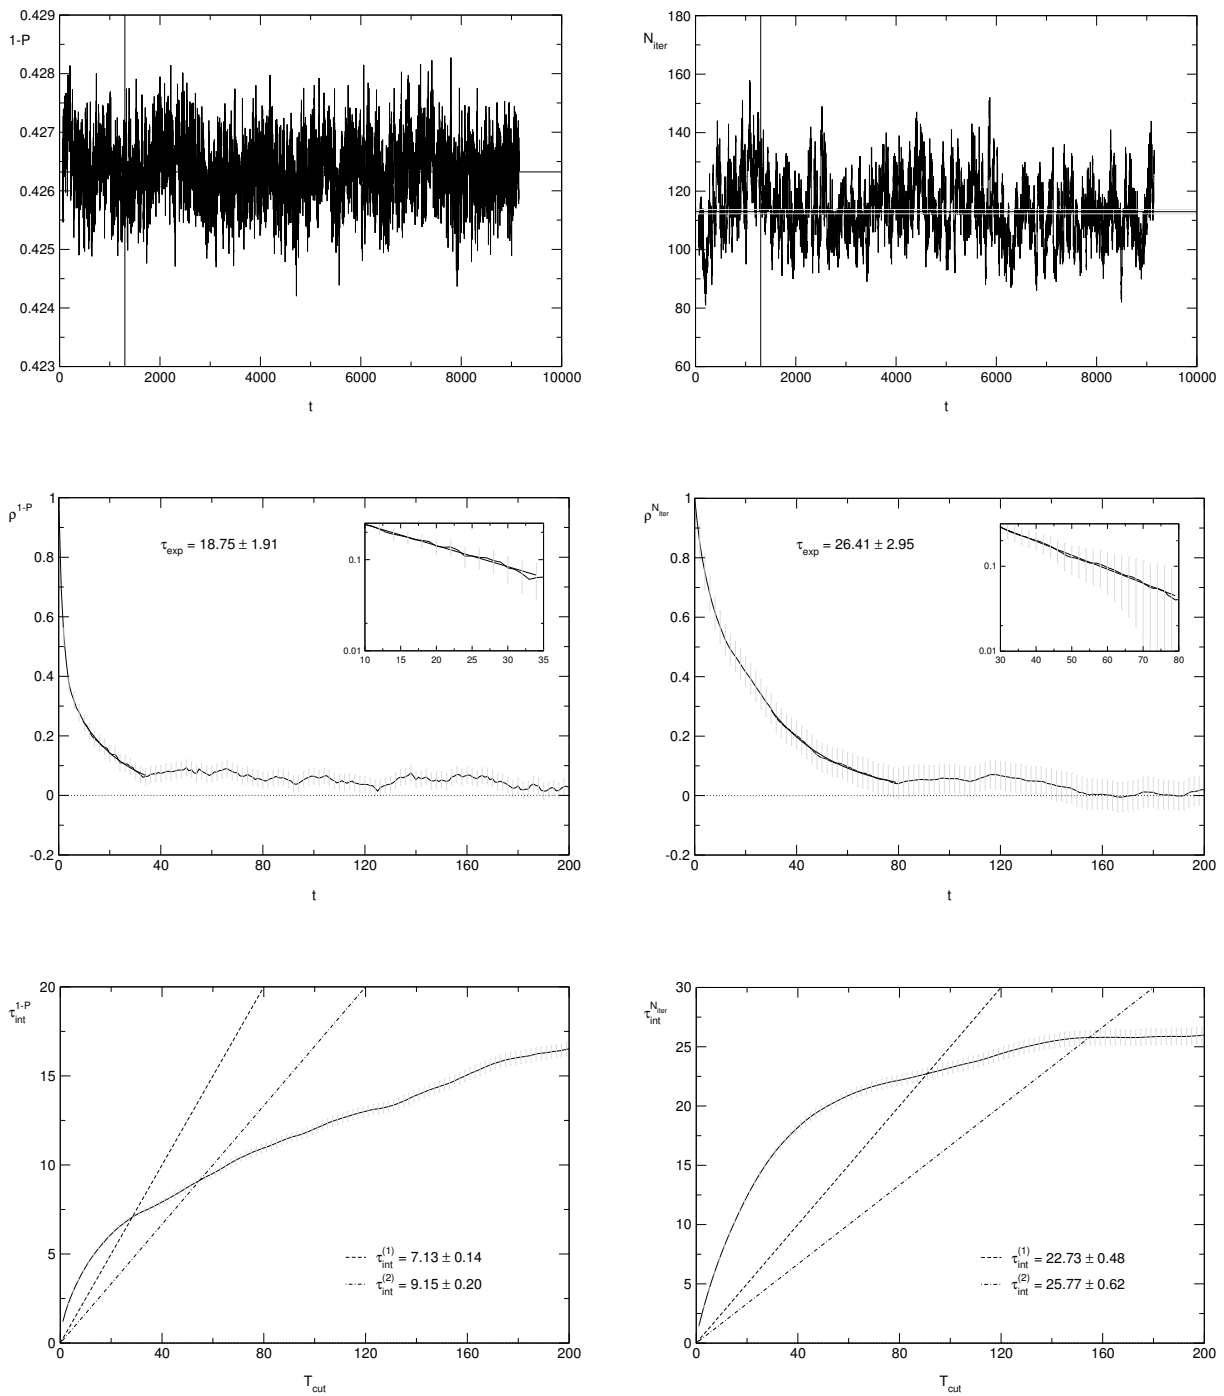 0.429
0.428
0.427
0.426
0.425
0.424
0.423
1-P
0 2000 4000 6000 8000 10000
t
180
160
140
120
100
80
60
N_iter
0 2000 4000 6000 8000 10000
t
1
0.8
0.6
0.4
0.2
0
-0.2
ρ^1-P
τ_exp = 18.75 ± 1.91
0.1
0.01
10 15 20 25 30 35
0 40 80 120 160 200
t
1
0.8
0.6
0.4
0.2
0
-0.2
ρ^N_iter
τ_exp = 26.41 ± 2.95
0.1
0.01
30 40 50 60 70 80
0 40 80 120 160 200
t
20
15
10
5
0
τ_int^1-P
τ_int^(1) = 7.13 ± 0.14
τ_int^(2) = 9.15 ± 0.20
0 40 80 120 160 200
T_cut
30
25
20
15
10
5
0
τ_int^N_iter
τ_int^(1) = 22.73 ± 0.48
τ_int^(2) = 25.77 ± 0.62
0 40 80 120 160 200
T_cut